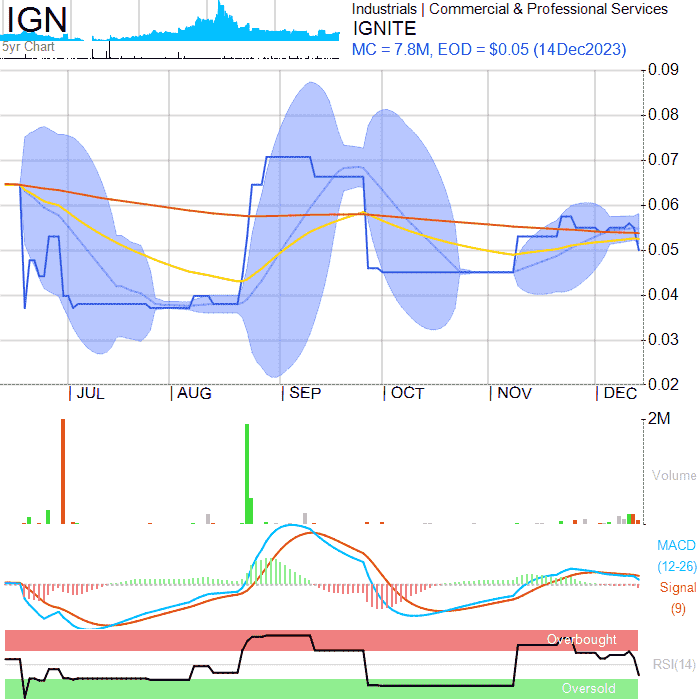 IGN
5yr Chart
Industrials | Commercial & Professional Services
IGNITE
MC = 7.8M, EOD = $0.05 (14Dec2023)
0.09
0.08
0.07
0.06
0.05
0.04
0.03
0.02
JUL AUG SEP OCT NOV DEC
2M
Volume
MACD
(12-26)
Signal
(9)
Overbought
RSI(14)
Oversold